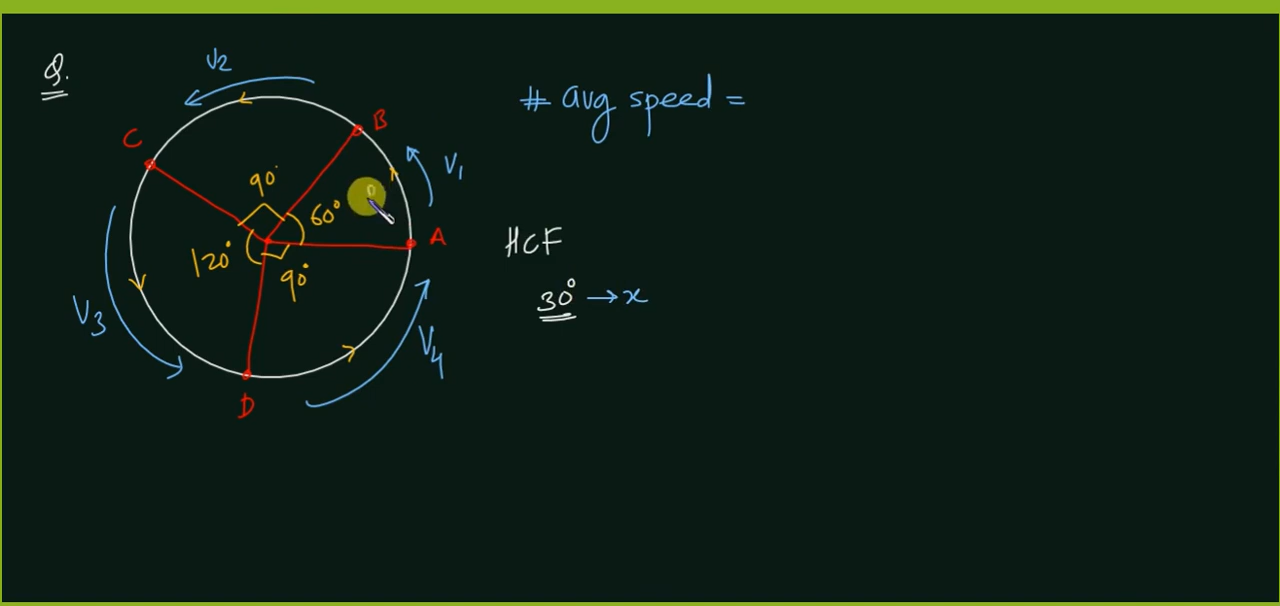 Q.
V2
C
B
90°
V1
60°
A
120°
90°
V3
V4
D
# avg speed =
HCF
30° → x